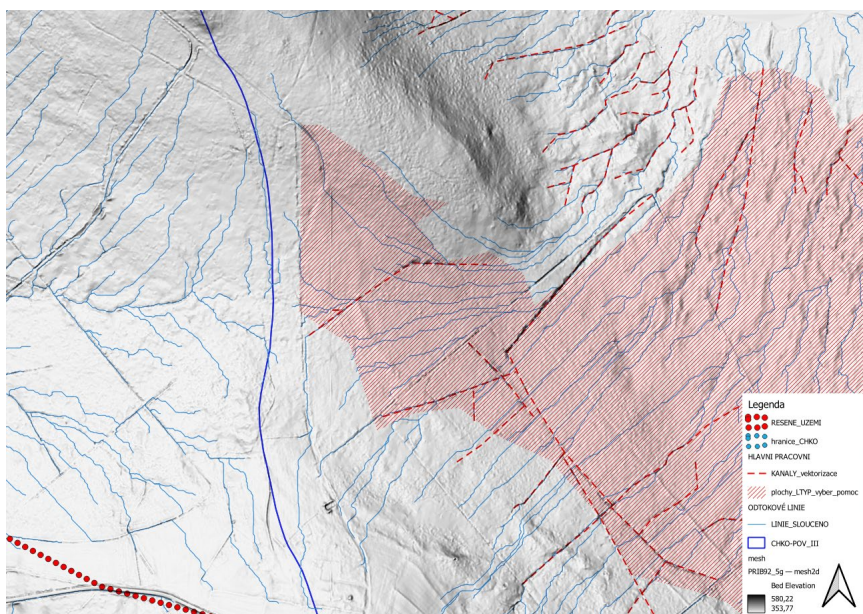 Legenda
RESENE_UZEMI
hranice_CHKO
HLAVNI PRACOVNI
KANALY_vektorizace
plochy_LTYP_vyber_pomoc
ODTOKOVÉ LINIE
LINIE_SLOUCENO
CHKO-POV_III
mesh
PRIB92_5g — mesh2d
Bed Elevation
580,22
353,77